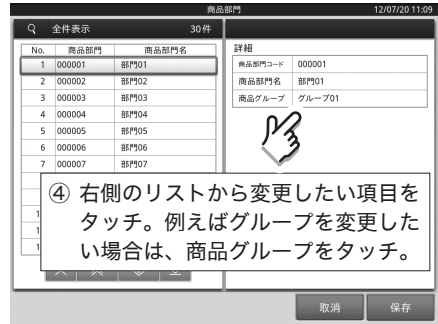 商品部門 12/07/20 11:09
全件表示 30件
No. 商品部門 商品部門名
1 000001 部門01
2 000002 部門02
3 000003 部門03
4 000004 部門04
5 000005 部門05
6 000006 部門06
7 000007 部門07
詳細
商品部門コード 000001
商品部門名 部門01
商品グループ グループ01
④ 右側のリストから変更したい項目を
タッチ。例えばグループを変更した
い場合は、商品グループをタッチ。
取消 保存